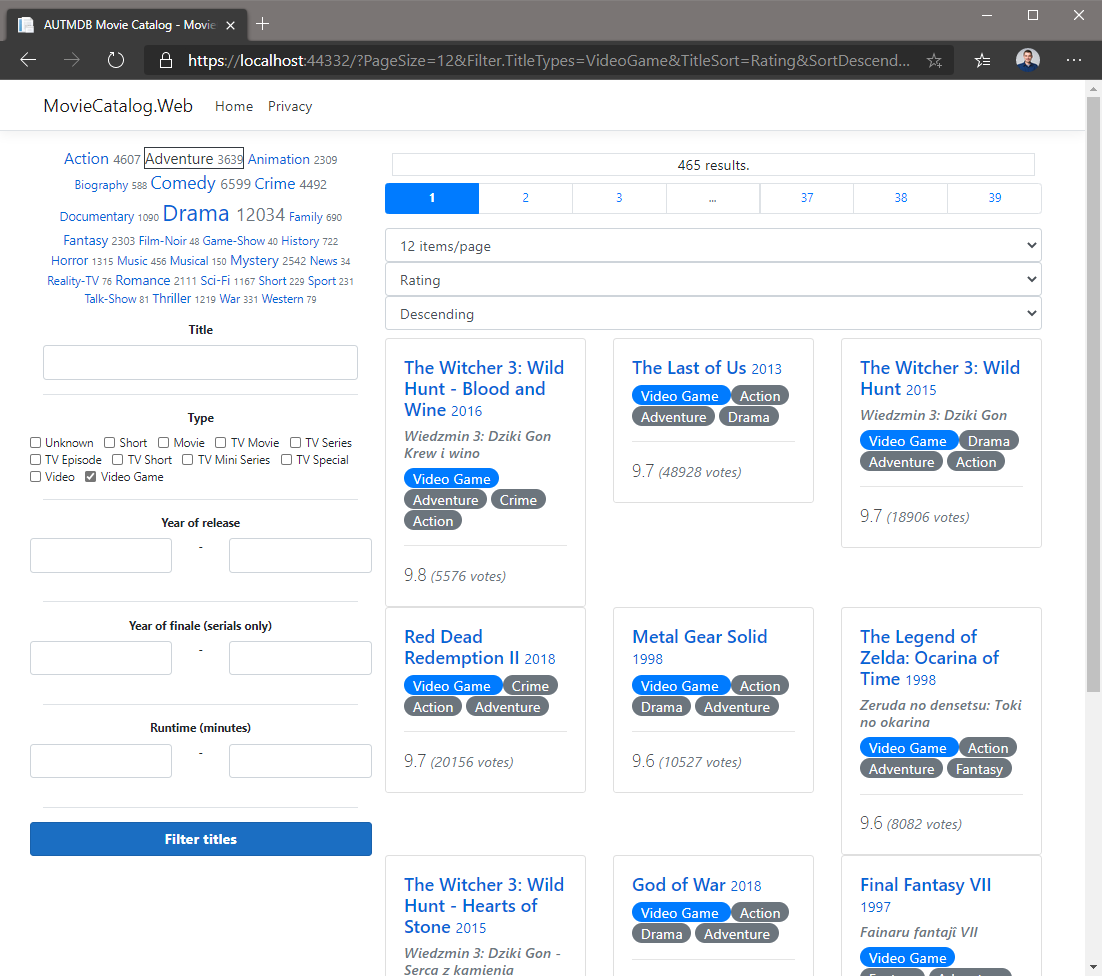 AUTMDB Movie Catalog - Movie
https://localhost:44332/?PageSize=12&Filter.TitleTypes=VideoGame&TitleSort=Rating&SortDescend...
MovieCatalog.Web Home Privacy
Action 4607 Adventure 3639 Animation 2309
Biography 588 Comedy 6599 Crime 4492
Documentary 1090 Drama 12034 Family 690
Fantasy 2303 Film-Noir 48 Game-Show 40 History 722
Horror 1315 Music 456 Musical 150 Mystery 2542 News 34
Reality-TV 76 Romance 2111 Sci-Fi 1167 Short 229 Sport 231
Talk-Show 81 Thriller 1219 War 331 Western 79
Title
Type
Unknown Short Movie TV Movie TV Series
TV Episode TV Short TV Mini Series TV Special
Video Video Game
Year of release
-
Year of finale (serials only)
-
Runtime (minutes)
-
Filter titles
465 results.
1 2 3 ... 37 38 39
12 items/page
Rating
Descending
The Witcher 3: Wild
Hunt - Blood and
Wine 2016
Wiedzmin 3: Dziki Gon
Krew i wino
Video Game
Adventure Crime
Action
9.8 (5576 votes)
The Last of Us 2013
Video Game Action
Adventure Drama
9.7 (48928 votes)
The Witcher 3: Wild
Hunt 2015
Wiedzmin 3: Dziki Gon
Video Game Drama
Adventure Action
9.7 (18906 votes)
Red Dead
Redemption II 2018
Video Game Crime
Action Adventure
9.7 (20156 votes)
Metal Gear Solid
1998
Video Game Action
Drama Adventure
9.6 (10527 votes)
The Legend of
Zelda: Ocarina of
Time 1998
Zeruda no densetsu: Toki
no okarina
Video Game Action
Adventure Fantasy
9.6 (8082 votes)
The Witcher 3: Wild
Hunt - Hearts of
Stone 2015
Wiedzmin 3: Dziki Gon -
Serca z kamienia
God of War 2018
Video Game Action
Drama Adventure
Final Fantasy VII
1997
Fainaru fantajî VII
Video Game